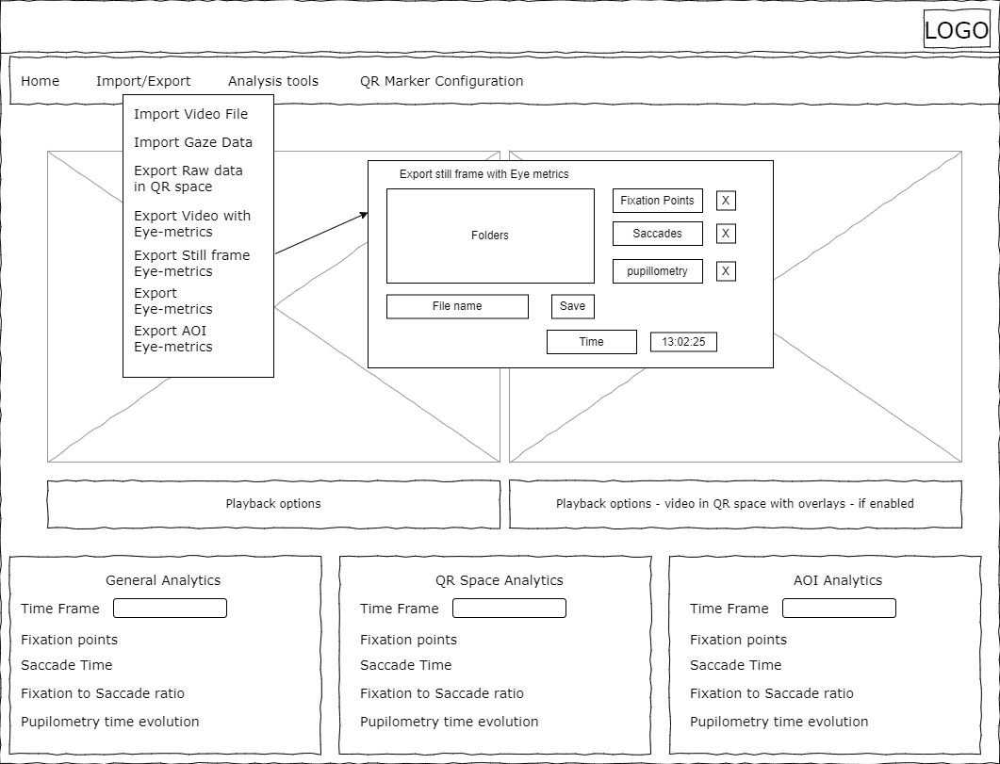 LOGO
Home Import/Export Analysis tools QR Marker Configuration
Import Video File
Import Gaze Data
Export Raw data
in QR space
Export Video with
Eye-metrics
Export Still frame
Eye-metrics
Export
Eye-metrics
Export AOI
Eye-metrics
Export still frame with Eye metrics
Folders
Fixation Points X
Saccades X
pupillometry X
File name Save
Time 13:02:25
Playback options
Playback options - video in QR space with overlays - if enabled
General Analytics
Time Frame
Fixation points
Saccade Time
Fixation to Saccade ratio
Pupilometry time evolution
QR Space Analytics
Time Frame
Fixation points
Saccade Time
Fixation to Saccade ratio
Pupilometry time evolution
AOI Analytics
Time Frame
Fixation points
Saccade Time
Fixation to Saccade ratio
Pupilometry time evolution